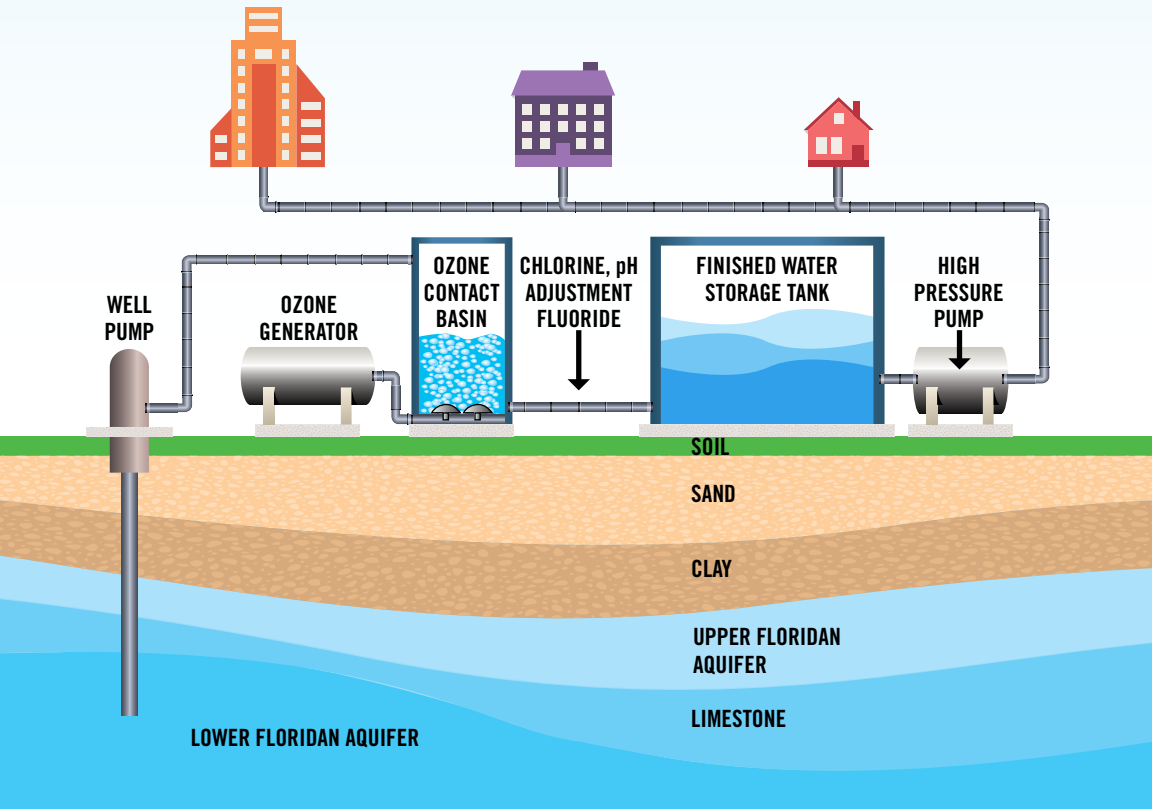 WELL
PUMP
OZONE
GENERATOR
OZONE
CONTACT
BASIN
CHLORINE, pH
ADJUSTMENT
FLUORIDE
FINISHED WATER
STORAGE TANK
HIGH
PRESSURE
PUMP
SOIL
SAND
CLAY
UPPER FLORIDAN
AQUIFER
LIMESTONE
LOWER FLORIDAN AQUIFER